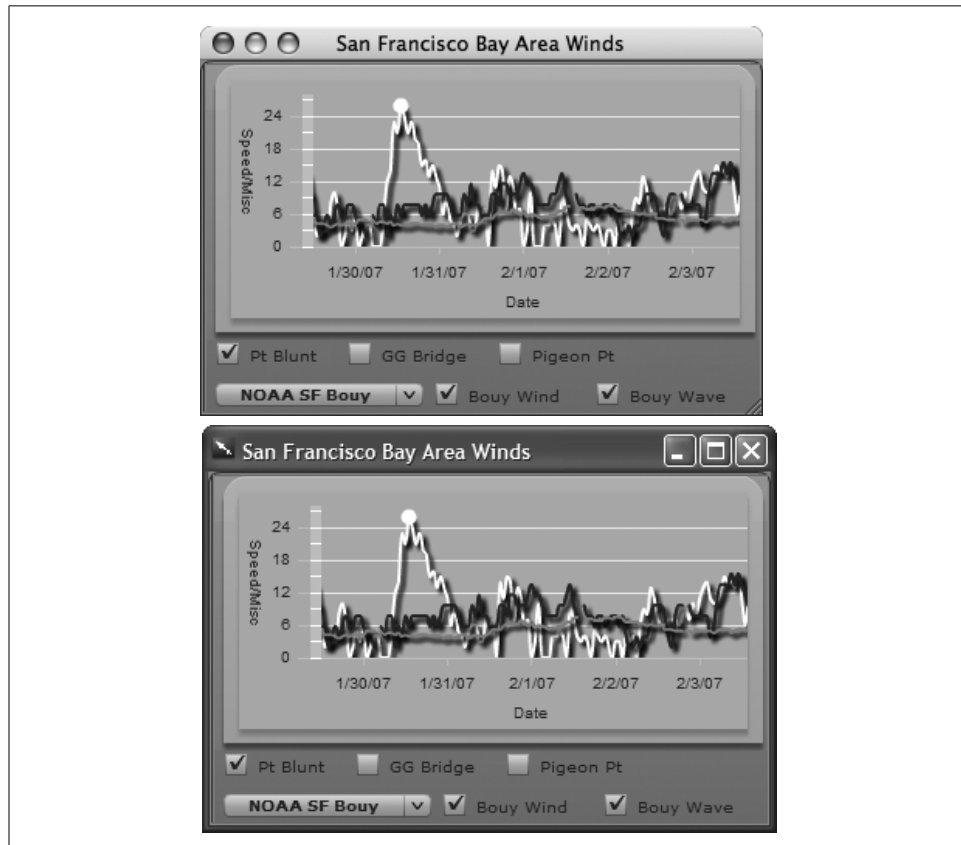 San Francisco Bay Area Winds
24
18
12
6
0
Speed/Misc
1/30/07 1/31/07 2/1/07 2/2/07 2/3/07
Date
Pt Blunt GG Bridge Pigeon Pt
NOAA SF Bouy Bouy Wind Bouy Wave
San Francisco Bay Area Winds
24
18
12
6
0
Speed/Misc
1/30/07 1/31/07 2/1/07 2/2/07 2/3/07
Date
Pt Blunt GG Bridge Pigeon Pt
NOAA SF Bouy Bouy Wind Bouy Wave